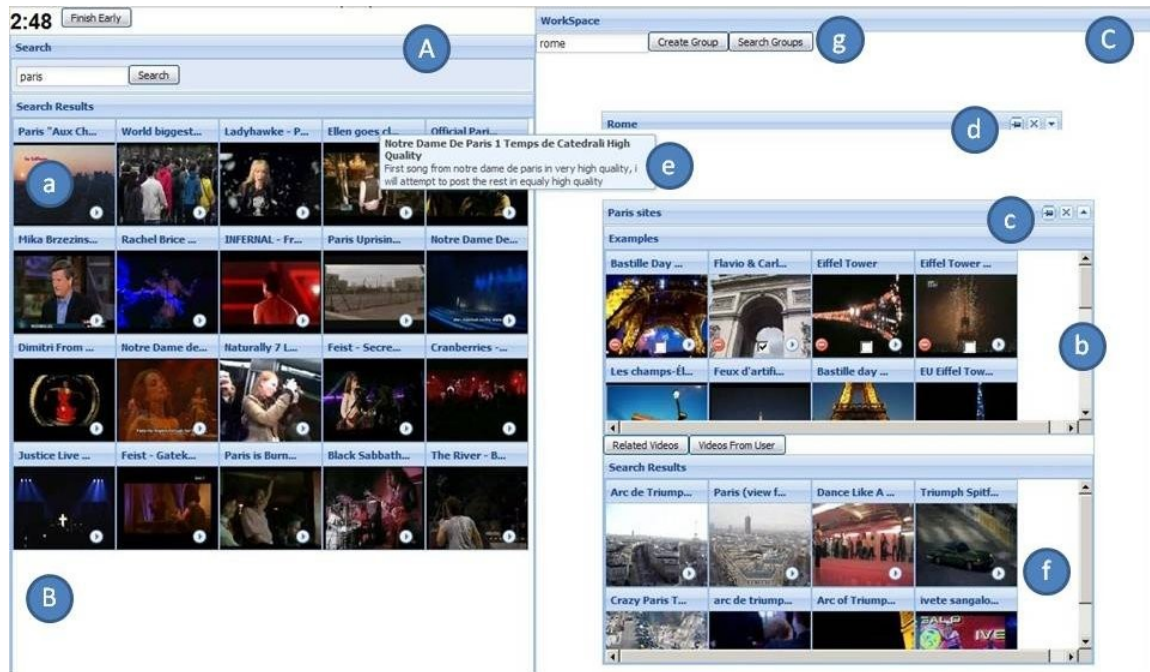 2:48 Finish Early
A
Search
paris Search
Search Results
Paris "Aux Ch... World biggest... Ladyhawke - P... Ellen goes cl... Official Pari...
a
Mika Brzezins... Rachel Brice ... INFERNAL - Fr... Paris Uprisin... Notre Dame De...
Dimitri From ... Notre Dame de... Naturally 7 L... Feist - Secre... Cranberries -...
Justice Live ... Feist - Gatek... Paris is Burn... Black Sabbath... The River - B...
B
Notre Dame De Paris 1 Temps de Catedrali High
Quality
First song from notre dame de paris in very high quality, i
will attempt to post the rest in equaly high quality
e
WorkSpace
C
rome Create Group Search Groups
g
Rome
d
Paris sites
c
Examples
Bastille Day ... Flavio & Carl... Eiffel Tower Eiffel Tower ...
b
Les champs-Él... Feux d'artifi... Bastille day ... EU Eiffel Tow...
Related Videos Videos From User
Search Results
Arc de Triump... Paris (view f... Dance Like A ... Triumph Spitf...
f
Crazy Paris T... arc de triump... Arc of Triump... ivete sangalo...
IVE